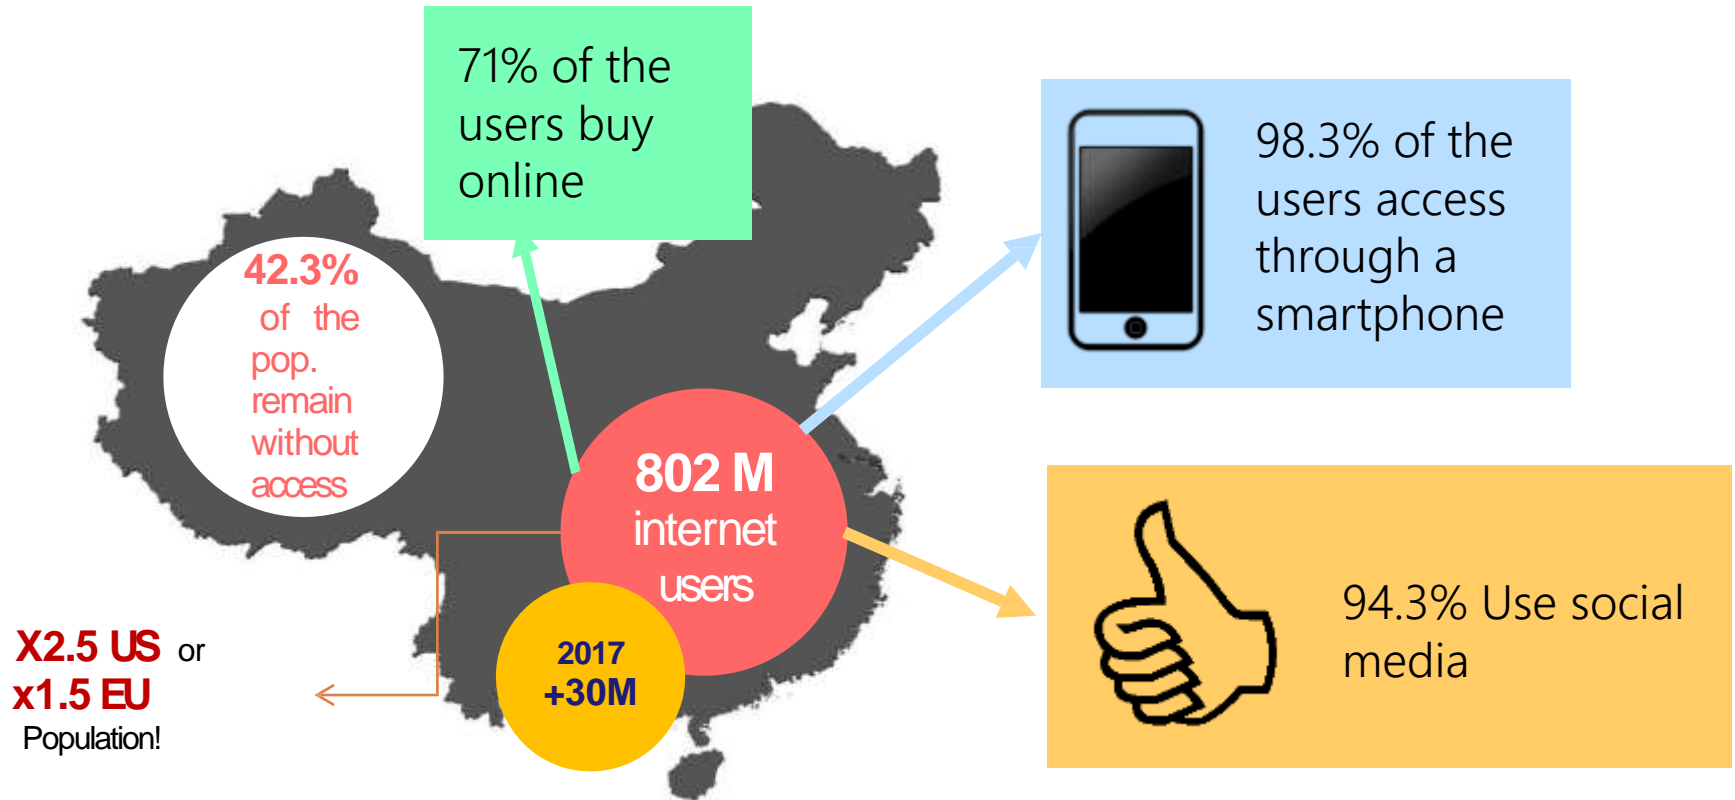 71% of the
users buy
online
98.3% of the
users access
through a
smartphone
42.3%
of the
pop.
remain
without
access
802 M
internet
users
2017
+30M
94.3% Use social
media
X2.5 US or
x1.5 EU
Population!